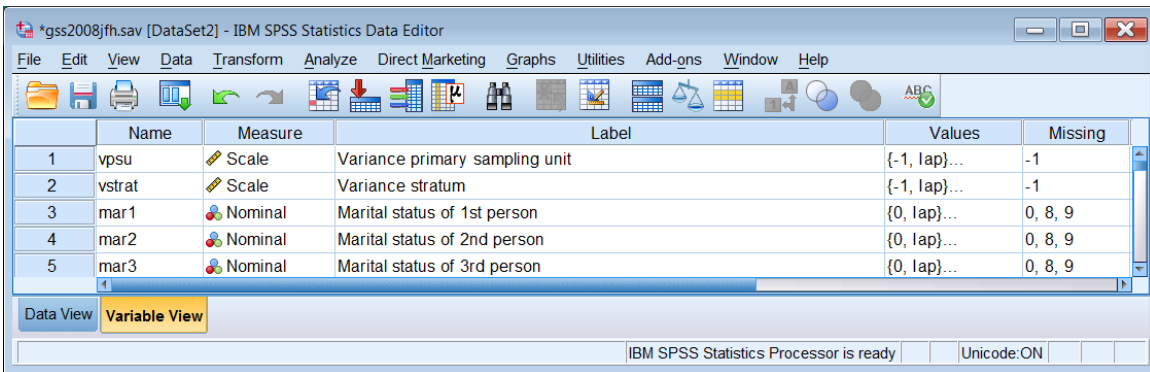 *gss2008jfh.sav [DataSet2] - IBM SPSS Statistics Data Editor
File Edit View Data Transform Analyze Direct Marketing Graphs Utilities Add-ons Window Help
Name Measure Label Values Missing
1 vpsu Scale Variance primary sampling unit {-1, Iap}... -1
2 vstrat Scale Variance stratum {-1, Iap}... -1
3 mar1 Nominal Marital status of 1st person {0, Iap}... 0, 8, 9
4 mar2 Nominal Marital status of 2nd person {0, Iap}... 0, 8, 9
5 mar3 Nominal Marital status of 3rd person {0, Iap}... 0, 8, 9
Data View Variable View
IBM SPSS Statistics Processor is ready Unicode:ON